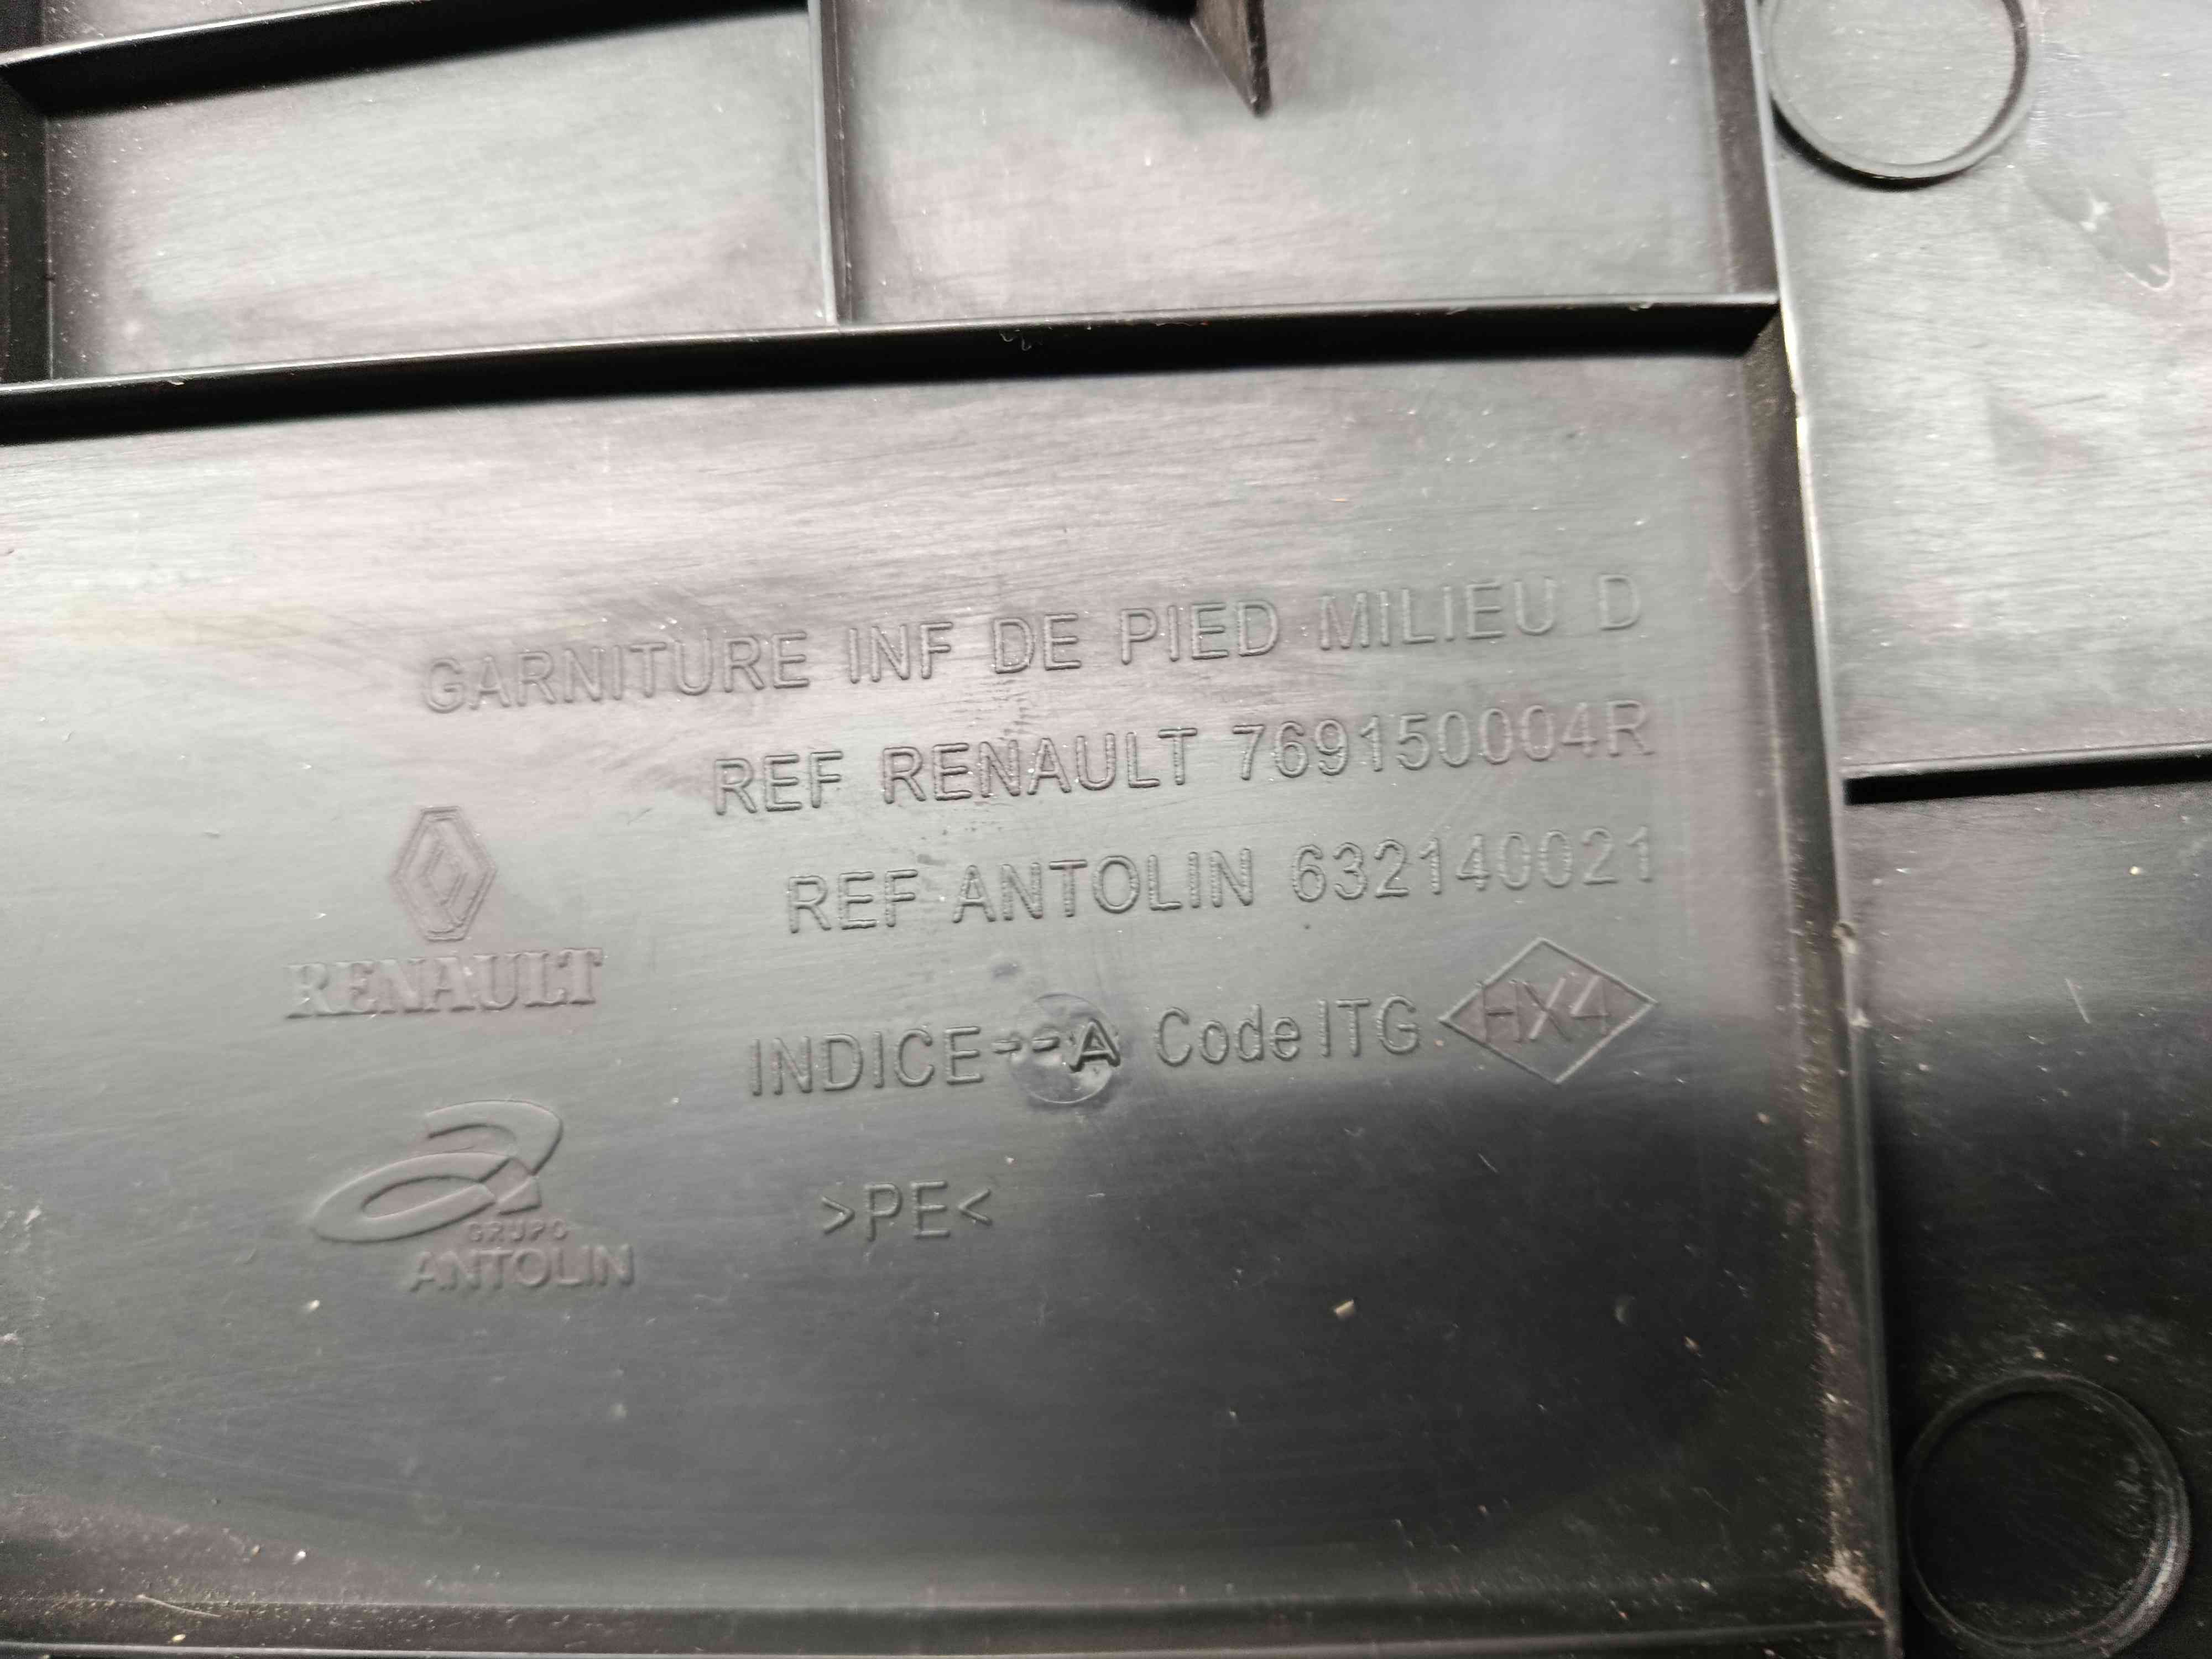 GARNITURE INF DE PIED MILIEU D
REF RENAULT 769150004R
REF ANTOLIN 632140021
RENAULT
INDICE--A Code ITG HX4
GRUPO
ANTOLIN
>PE<